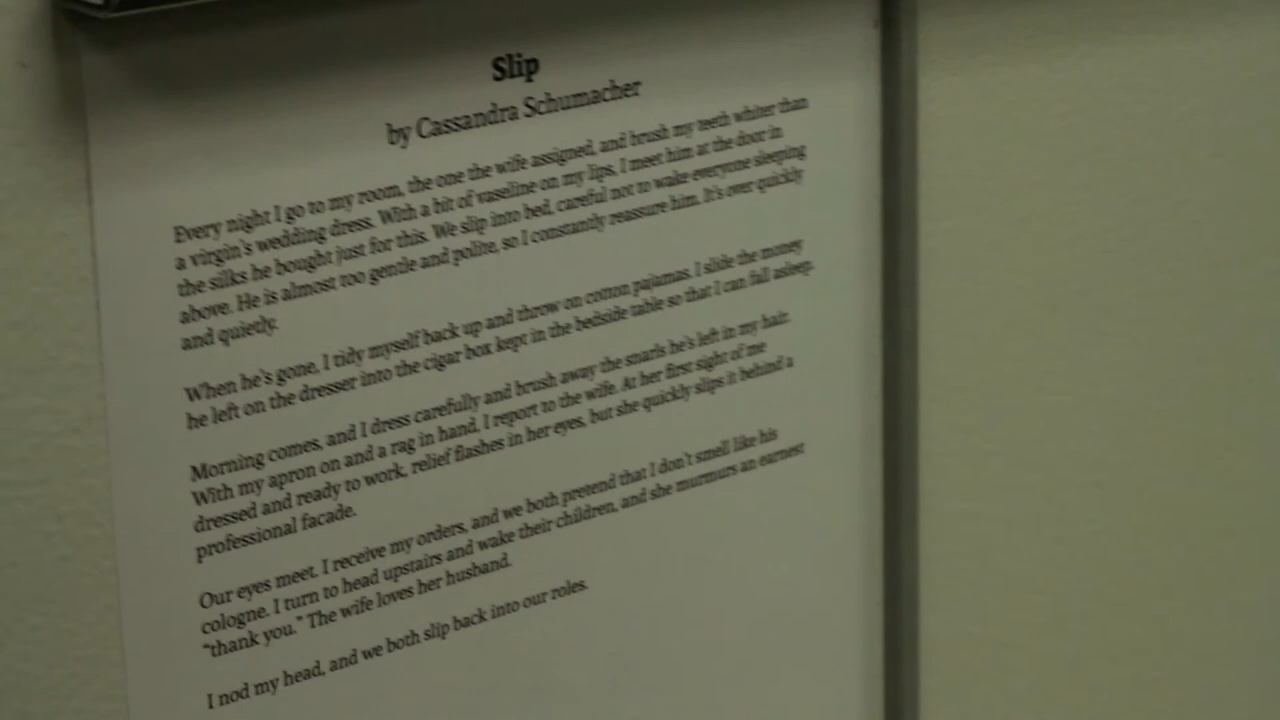 Slip
by Cassandra Schumacher
Every night I go to my room, the one the wife assigned, and brush my teeth whiter than
a virgin's wedding dress. With a bit of vaseline on my lips, I meet him at the door in
the silks he bought just for this. We slip into bed, careful not to wake everyone sleeping
above. He is almost too gentle and polite, so I constantly reassure him. It's over quickly
and quietly.
When he's gone, I tidy myself back up and throw on cotton pajamas. I slide the money
he left on the dresser into the cigar box kept in the bedside table so that I can fall asleep.
Morning comes, and I dress carefully and brush away the snarls he's left in my hair.
With my apron on and a rag in hand, I report to the wife. At her first sight of me
dressed and ready to work, relief flashes in her eyes, but she quickly slips it behind a
professional facade.
Our eyes meet. I receive my orders, and we both pretend that I don't smell like his
cologne. I turn to head upstairs and wake their children, and she murmurs an earnest
"thank you." The wife loves her husband.
I nod my head, and we both slip back into our roles.